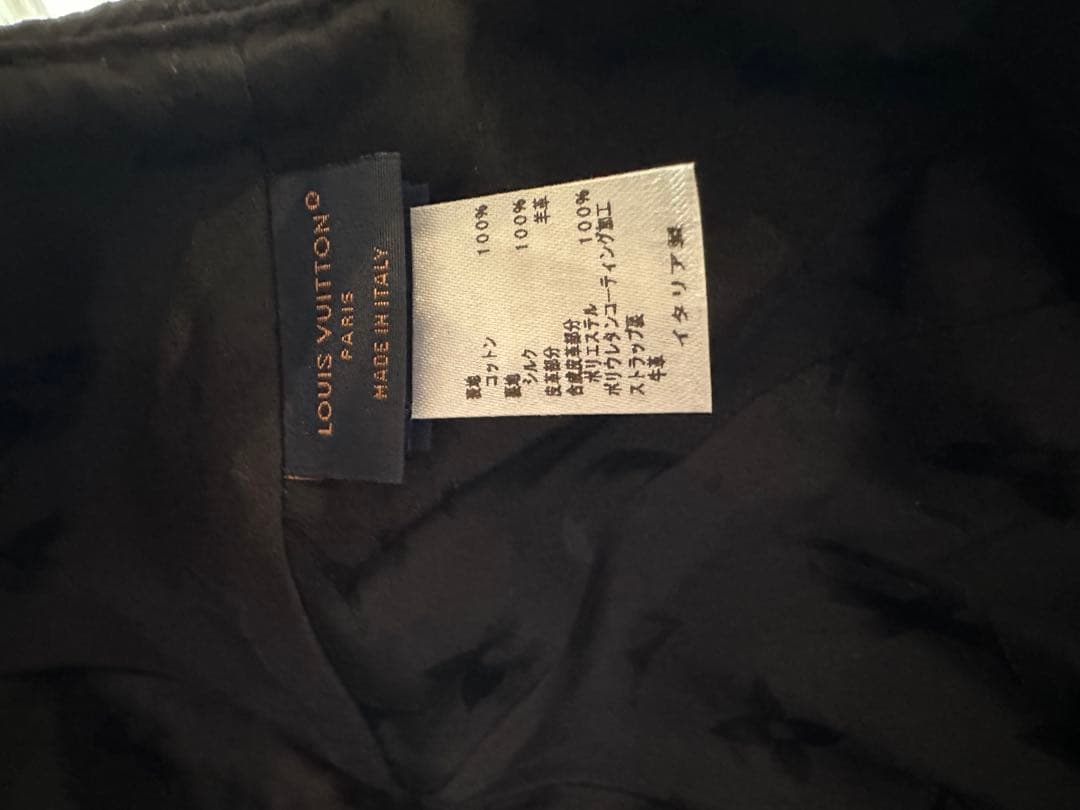 LOUIS VUITTON®
PARIS
MADE IN ITALY
表地
コットン 100%
裏地
シルク 100%
皮革部分 羊革
合成皮革部分
ポリエステル 100%
ポリウレタンコーティング加工
ストラップ裏
牛革
イタリア製